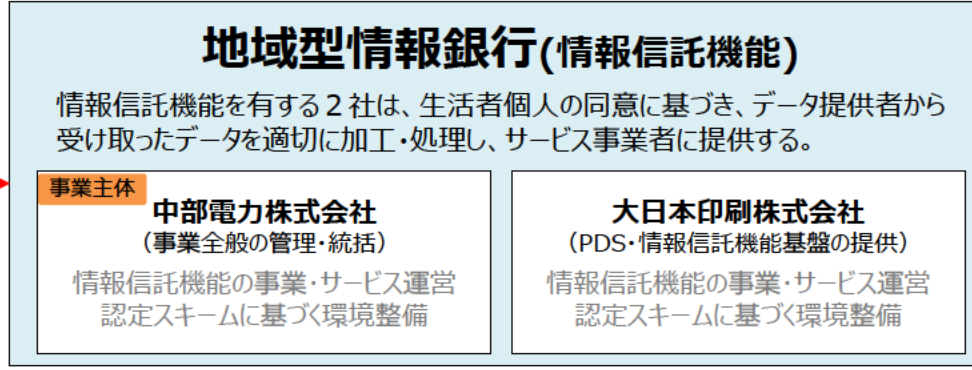 地域型情報銀行(情報信託機能)
情報信託機能を有する2社は、生活者個人の同意に基づき、データ提供者から
受け取ったデータを適切に加工・処理し、サービス事業者に提供する。
事業主体
中部電力株式会社
（事業全般の管理・統括）
情報信託機能の事業・サービス運営
認定スキームに基づく環境整備
大日本印刷株式会社
（PDS・情報信託機能基盤の提供）
情報信託機能の事業・サービス運営
認定スキームに基づく環境整備